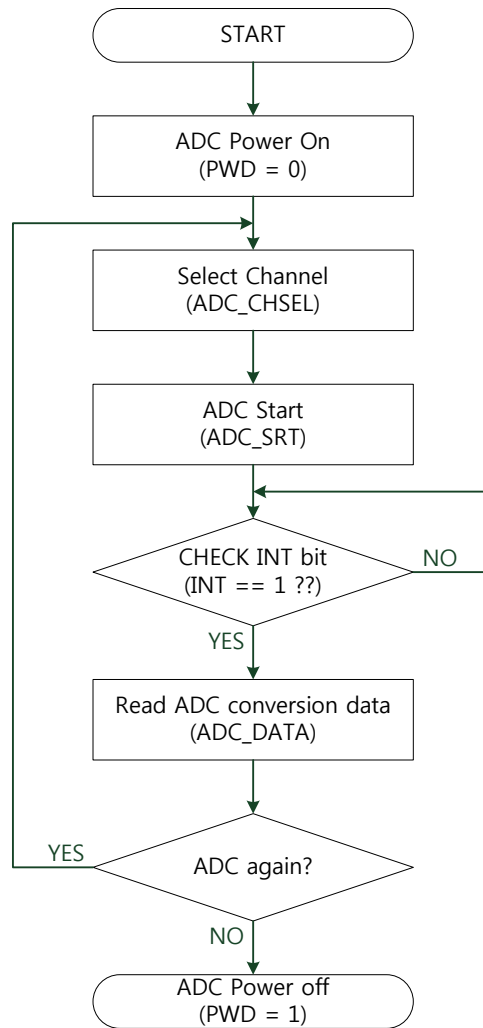 START
ADC Power On
(PWD = 0)
Select Channel
(ADC_CHSEL)
ADC Start
(ADC_SRT)
CHECK INT bit
(INT == 1 ??)
NO
YES
Read ADC conversion data
(ADC_DATA)
YES
ADC again?
NO
ADC Power off
(PWD = 1)